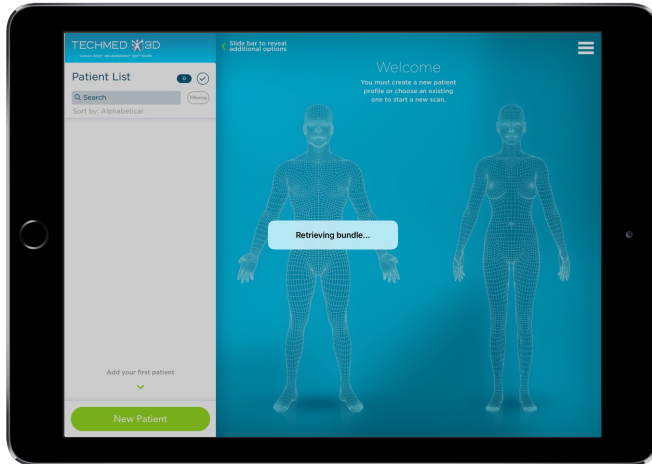 TECHMED 3D
Patient List
0
Search
Filtering
Sort by: Alphabetical
Add your first patient
New Patient
Slide bar to reveal
additional options
Welcome
You must create a new patient
profile or choose an existing
one to start a new scan.
Retrieving bundle...